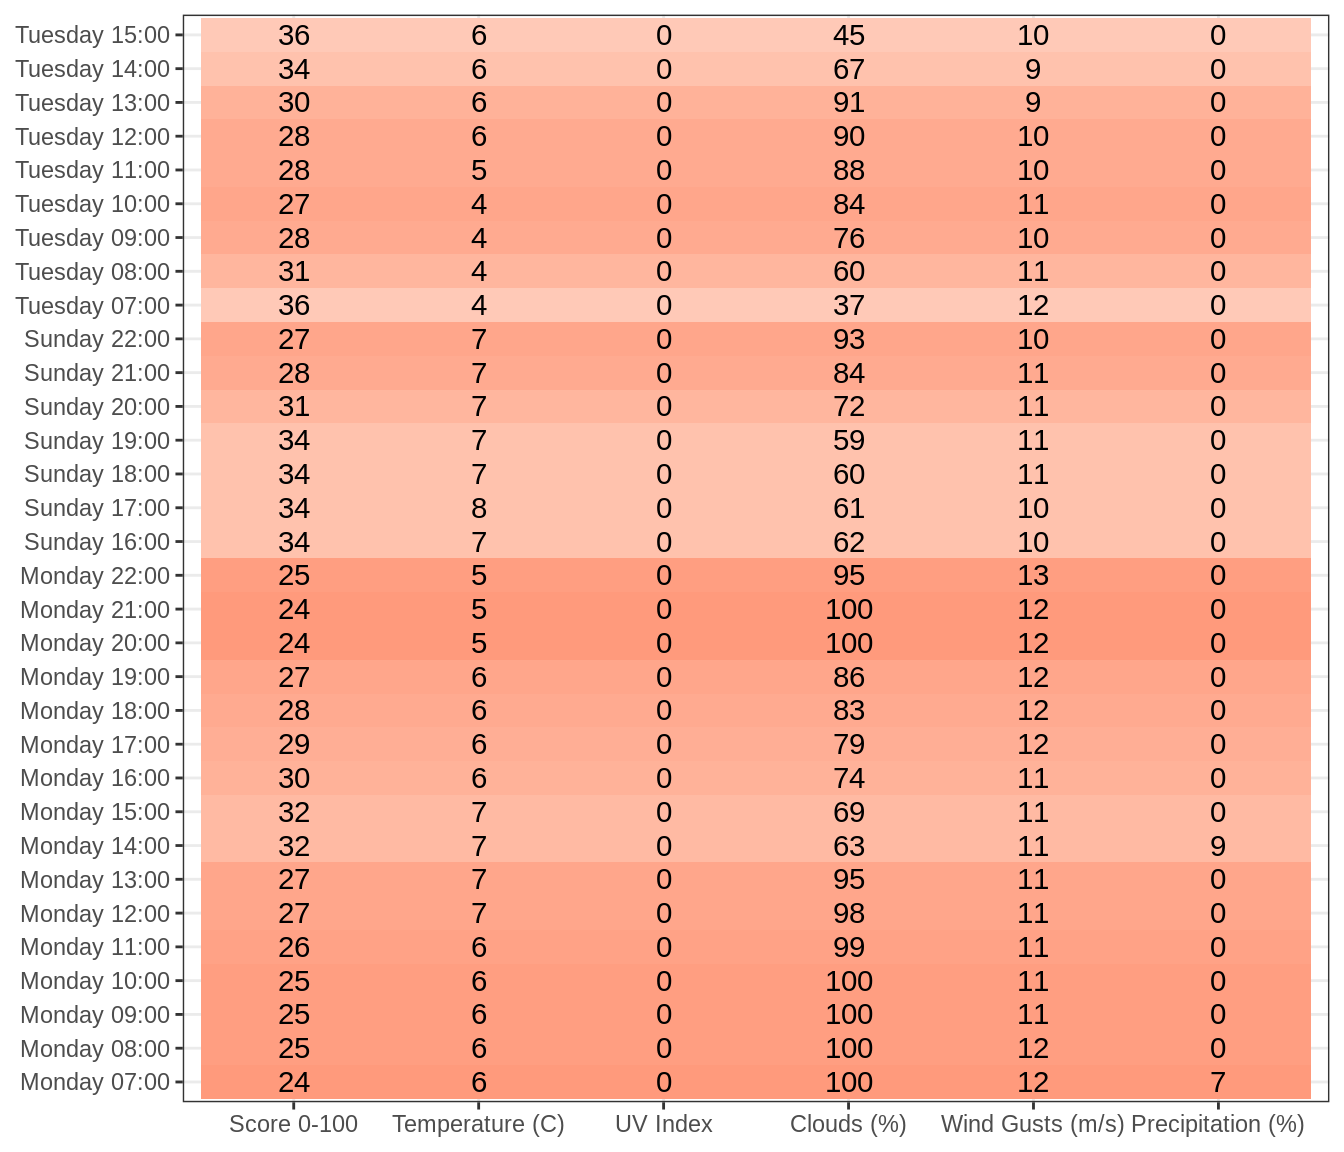 Tuesday 15:00 36 6 0 45 10 0
Tuesday 14:00 34 6 0 67 9 0
Tuesday 13:00 30 6 0 91 9 0
Tuesday 12:00 28 6 0 90 10 0
Tuesday 11:00 28 5 0 88 10 0
Tuesday 10:00 27 4 0 84 11 0
Tuesday 09:00 28 4 0 76 10 0
Tuesday 08:00 31 4 0 60 11 0
Tuesday 07:00 36 4 0 37 12 0
Sunday 22:00 27 7 0 93 10 0
Sunday 21:00 28 7 0 84 11 0
Sunday 20:00 31 7 0 72 11 0
Sunday 19:00 34 7 0 59 11 0
Sunday 18:00 34 7 0 60 11 0
Sunday 17:00 34 8 0 61 10 0
Sunday 16:00 34 7 0 62 10 0
Monday 22:00 25 5 0 95 13 0
Monday 21:00 24 5 0 100 12 0
Monday 20:00 24 5 0 100 12 0
Monday 19:00 27 6 0 86 12 0
Monday 18:00 28 6 0 83 12 0
Monday 17:00 29 6 0 79 12 0
Monday 16:00 30 6 0 74 11 0
Monday 15:00 32 7 0 69 11 0
Monday 14:00 32 7 0 63 11 9
Monday 13:00 27 7 0 95 11 0
Monday 12:00 27 7 0 98 11 0
Monday 11:00 26 6 0 99 11 0
Monday 10:00 25 6 0 100 11 0
Monday 09:00 25 6 0 100 11 0
Monday 08:00 25 6 0 100 12 0
Monday 07:00 24 6 0 100 12 7
Score 0-100 Temperature (C) UV Index Clouds (%) Wind Gusts (m/s) Precipitation (%)